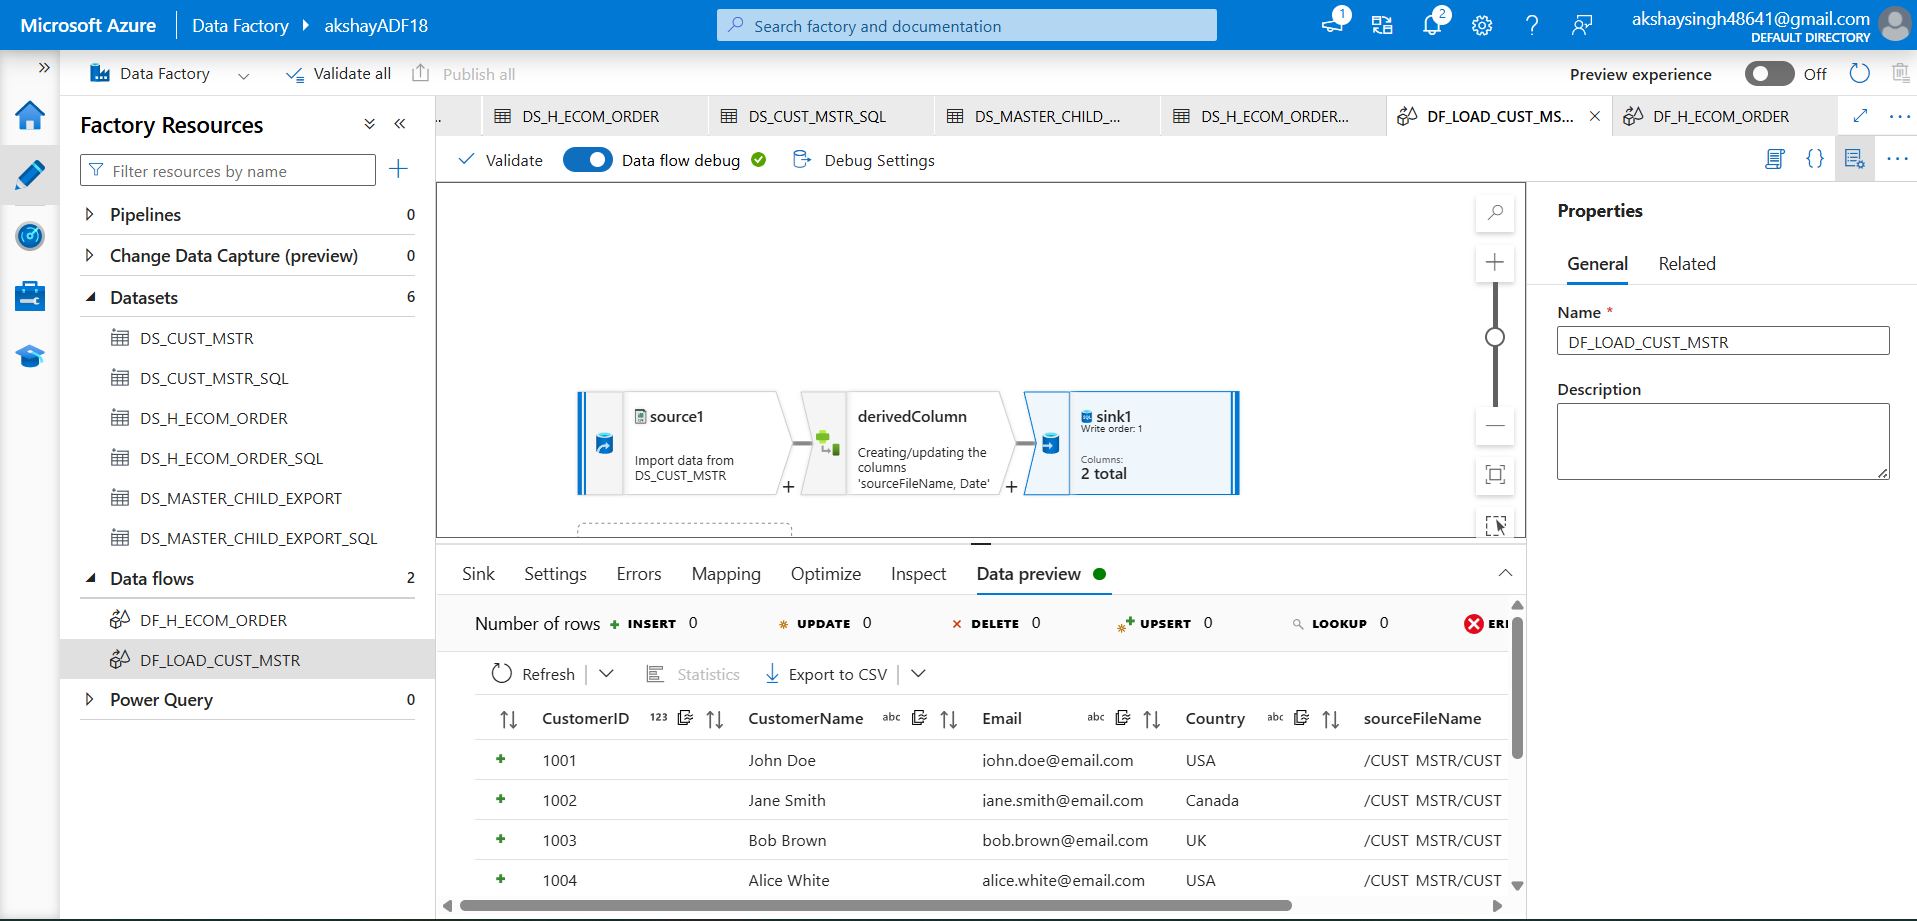 Microsoft Azure
Data Factory
akshayADF18
Search factory and documentation
1
2
akshaysingh48641@gmail.com
DEFAULT DIRECTORY
Data Factory
Validate all
Publish all
Preview experience
Off
Factory Resources
Filter resources by name
Pipelines 0
Change Data Capture (preview) 0
Datasets 6
DS_CUST_MSTR
DS_CUST_MSTR_SQL
DS_H_ECOM_ORDER
DS_H_ECOM_ORDER_SQL
DS_MASTER_CHILD_EXPORT
DS_MASTER_CHILD_EXPORT_SQL
Data flows 2
DF_H_ECOM_ORDER
DF_LOAD_CUST_MSTR
Power Query 0
DS_H_ECOM_ORDER
DS_CUST_MSTR_SQL
DS_MASTER_CHILD_...
DS_H_ECOM_ORDER...
DF_LOAD_CUST_MS...
DF_H_ECOM_ORDER
Validate
Data flow debug
Debug Settings
source1
Import data from
DS_CUST_MSTR
derivedColumn
Creating/updating the
columns
'sourceFileName, Date'
sink1
Write order: 1
Columns:
2 total
Sink Settings Errors Mapping Optimize Inspect Data preview
Number of rows INSERT 0 UPDATE 0 DELETE 0 UPSERT 0 LOOKUP 0 ERI
Refresh Statistics Export to CSV
CustomerID 123 CustomerName abc Email abc Country abc sourceFileName
1001 John Doe john.doe@email.com USA /CUST_MSTR/CUST
1002 Jane Smith jane.smith@email.com Canada /CUST_MSTR/CUST
1003 Bob Brown bob.brown@email.com UK /CUST_MSTR/CUST
1004 Alice White alice.white@email.com USA /CUST_MSTR/CUST
Properties
General Related
Name *
DF_LOAD_CUST_MSTR
Description